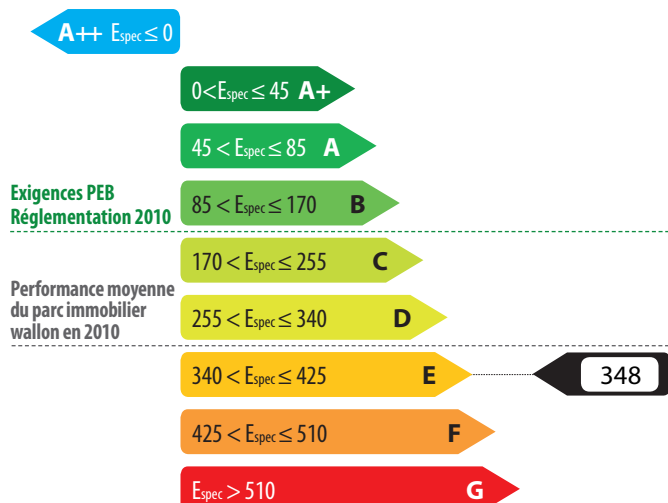 A++ Espec ≤ 0
0<Espec ≤ 45 A+
45 < Espec ≤ 85 A
Exigences PEB
Réglementation 2010
85 < Espec ≤ 170 B
170 < Espec ≤ 255 C
Performance moyenne
du parc immobilier
wallon en 2010
255 < Espec ≤ 340 D
340 < Espec ≤ 425 E 348
425 < Espec ≤ 510 F
Espec > 510 G